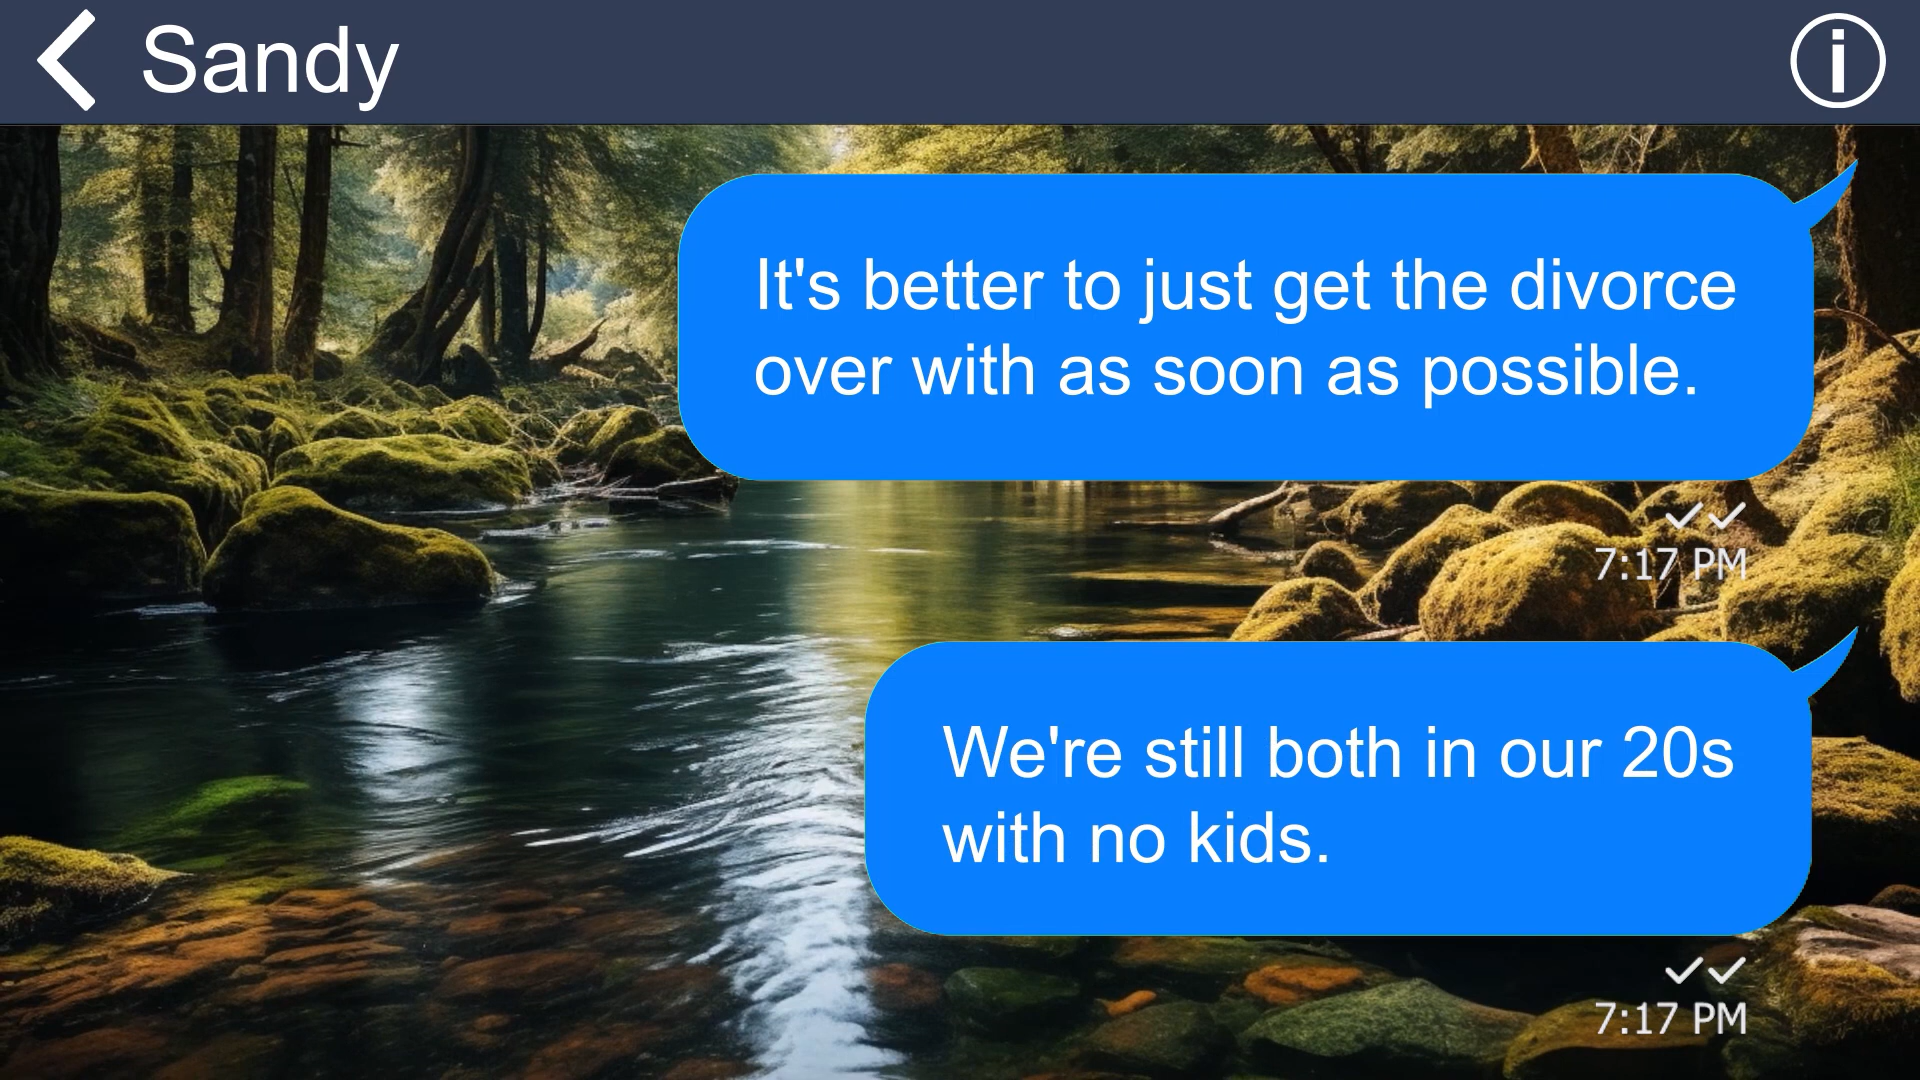 Sandy
It's better to just get the divorce
over with as soon as possible.
7:17 PM
We're still both in our 20s
with no kids.
7:17 PM